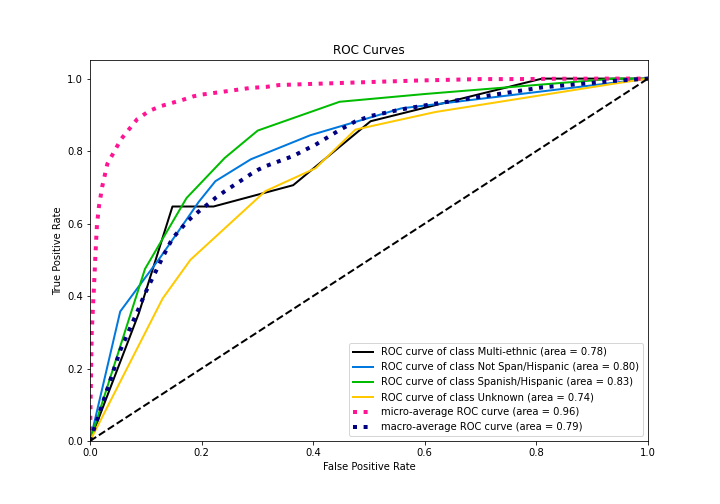 ROC Curves
1.0
0.8
0.6
0.4
0.2
0.0
True Positive Rate
0.0 0.2 0.4 0.6 0.8 1.0
False Positive Rate
ROC curve of class Multi-ethnic (area = 0.78)
ROC curve of class Not Span/Hispanic (area = 0.80)
ROC curve of class Spanish/Hispanic (area = 0.83)
ROC curve of class Unknown (area = 0.74)
micro-average ROC curve (area = 0.96)
macro-average ROC curve (area = 0.79)